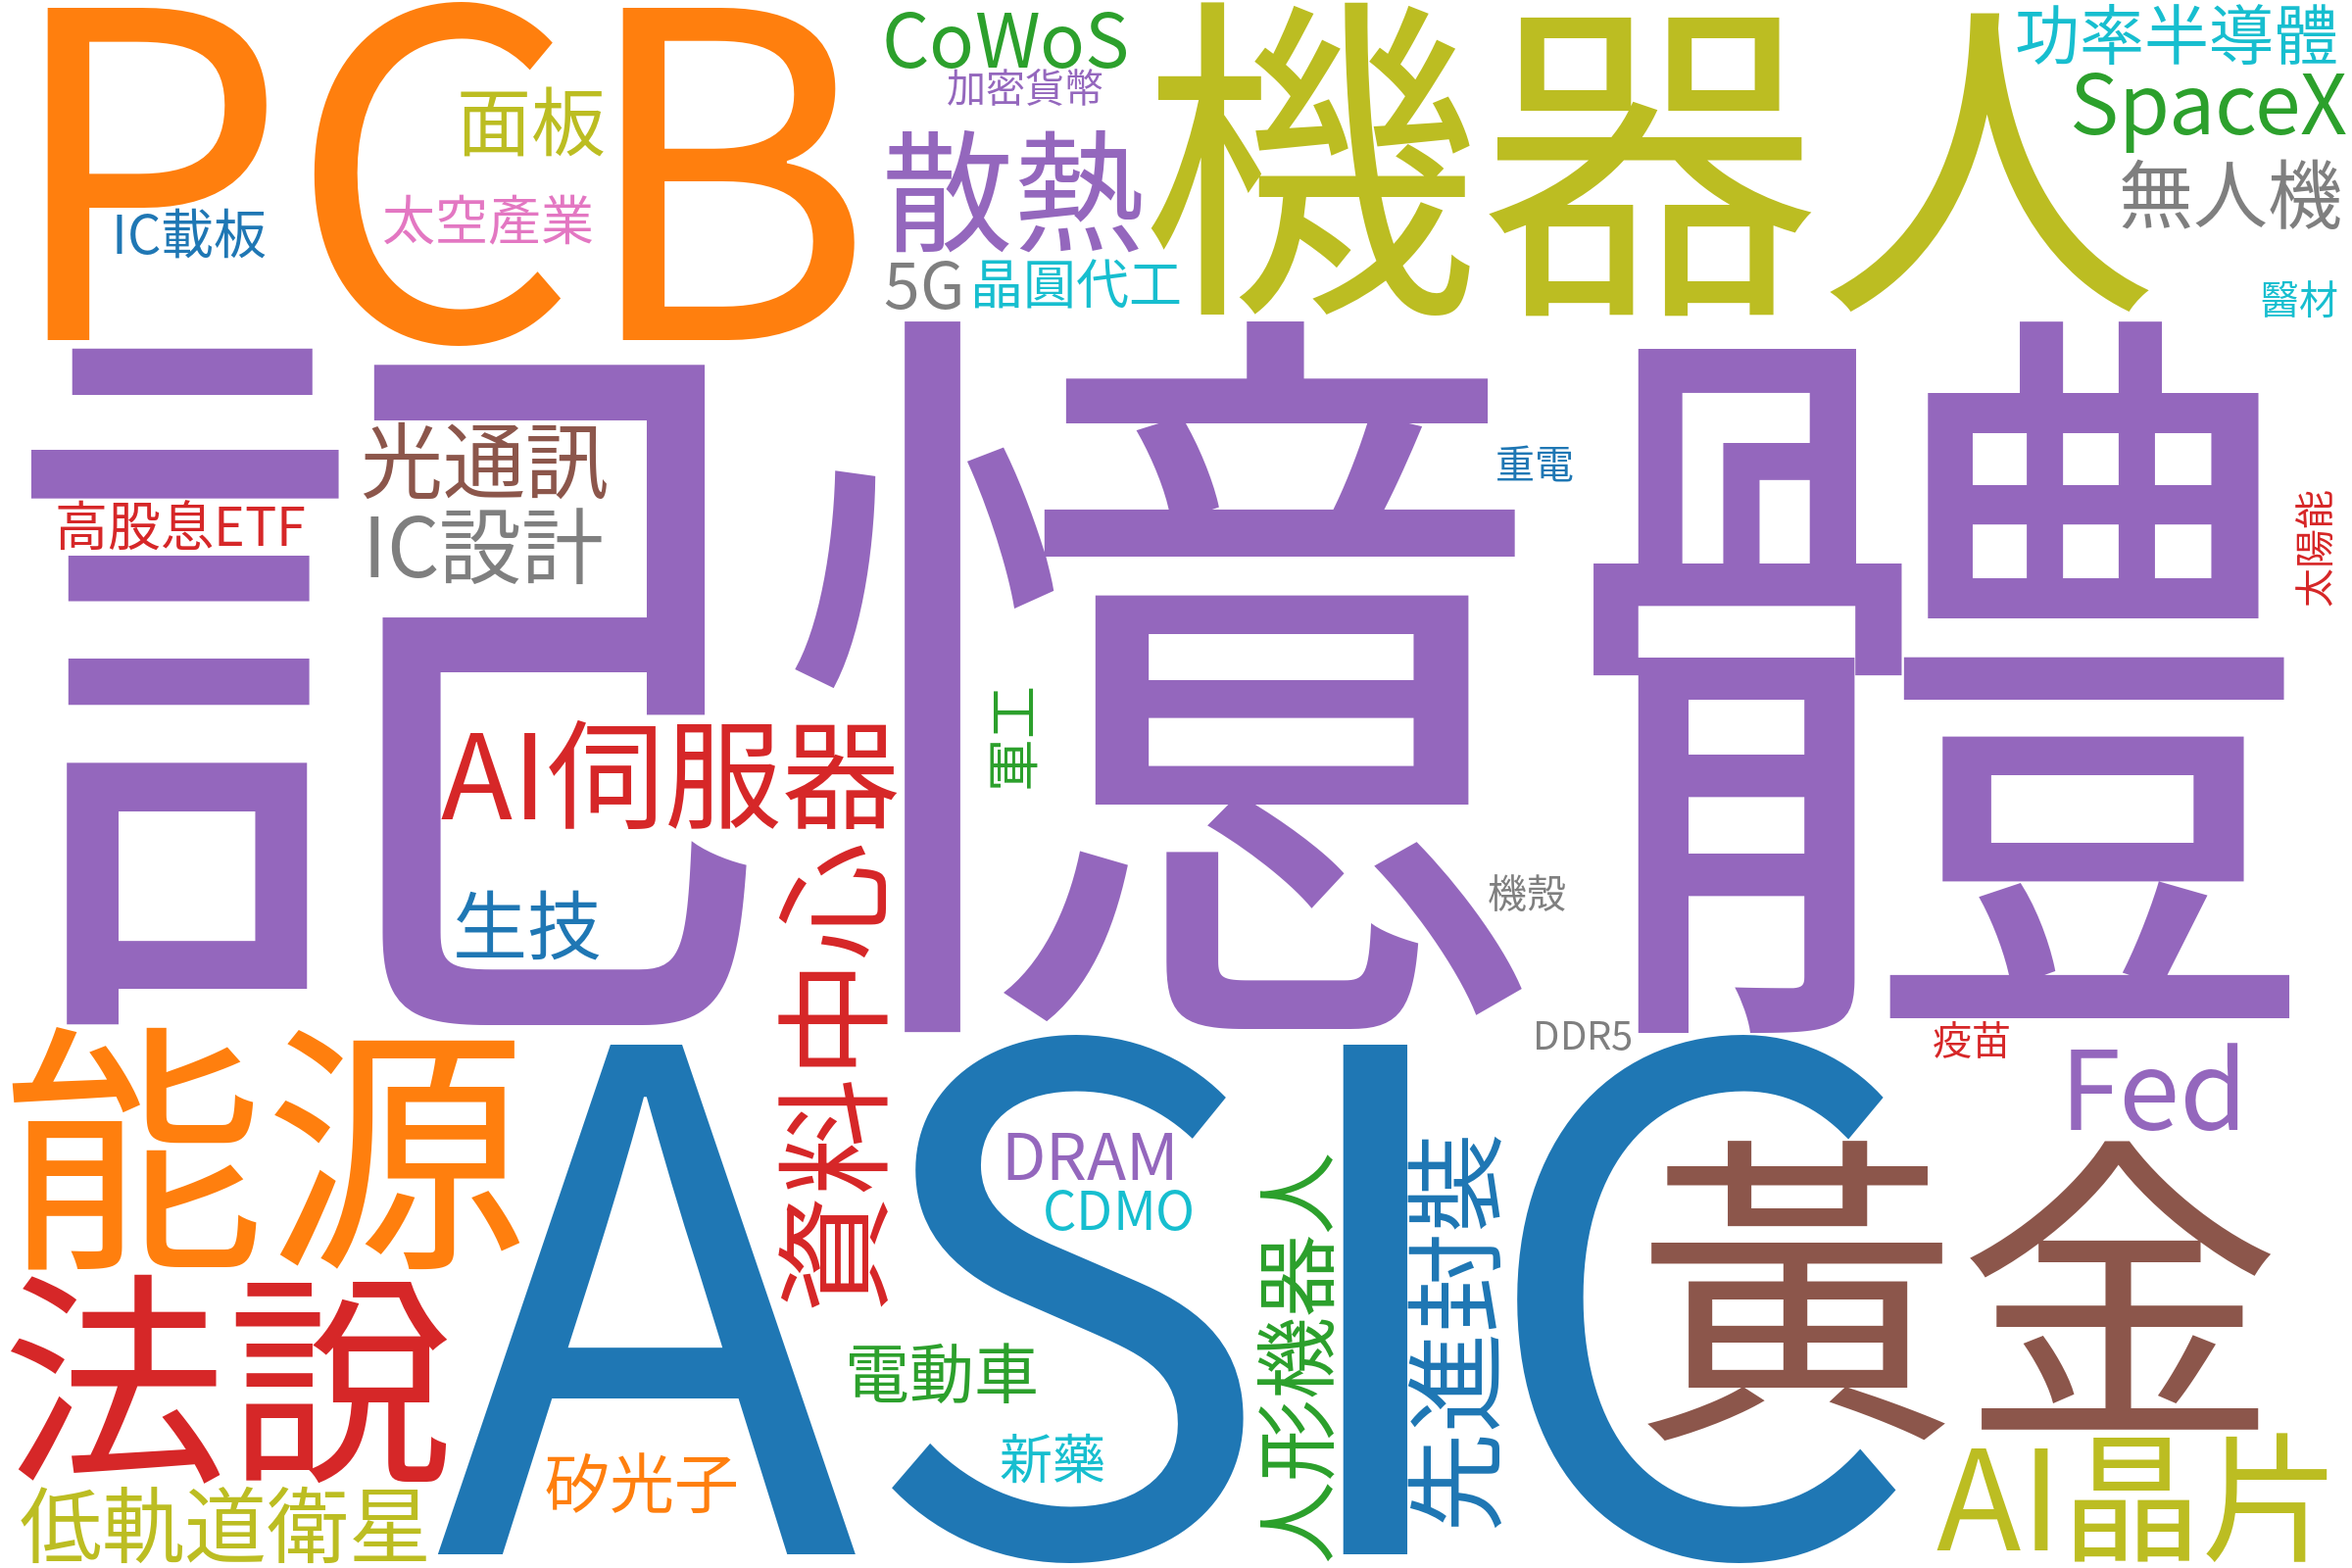 PCB
CoWoS
機器人
功率半導體
加密貨幣
SpaceX
面板
散熱
無人機
IC載板
大型產業
5G
晶圓代工
醫材
記憶體
光通訊
重電
高股息ETF
IC設計
太陽能
軍工
AI伺服器
生技
機殼
資料中心
DDR5
疫苗
能源
ASIC
Fed
DRAM
CDMO
黃金
人形機器人
先進封裝
法說
電動車
新藥
矽光子
AI晶片
低軌道衛星